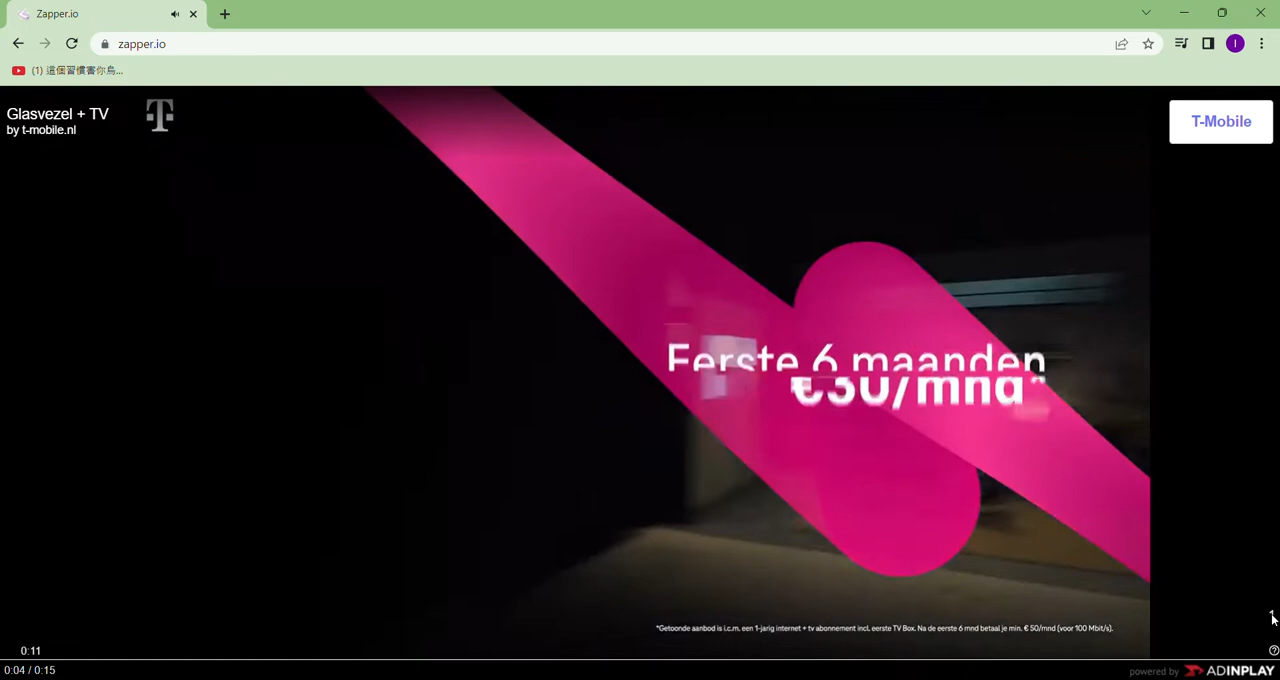 Zapper.io
zapper.io
(1) 這個習慣害你烏...
Glasvezel + TV
by t-mobile.nl
T
T-Mobile
Eerste 6 maanden
€30/mnd*
*Getoonde aanbod is i.c.m. een 1-jarig internet + tv abonnement incl. eerste TV Box. Na de eerste 6 mnd betaal je min. € 50/mnd (voor 100 Mbit/s).
1
0:11
0:04 / 0:15
powered by ADINPLAY